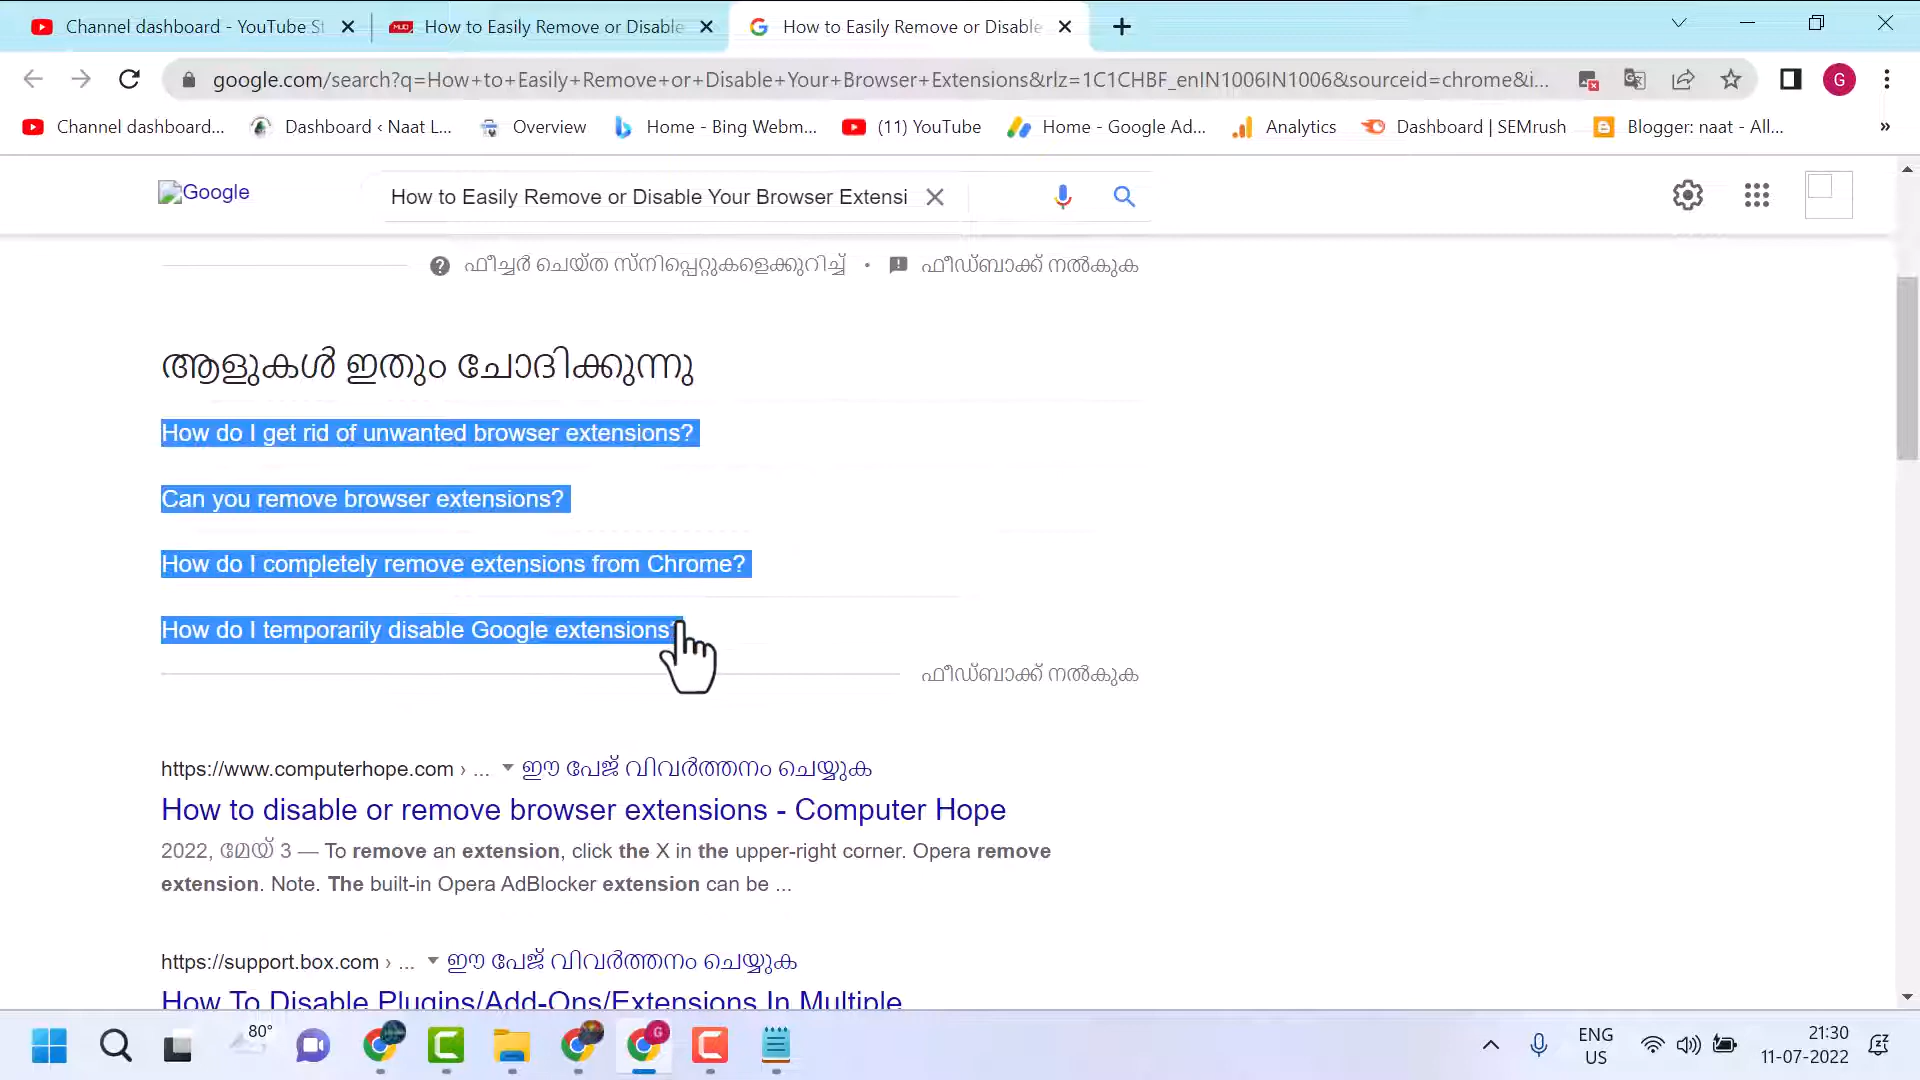 Channel dashboard - YouTube St
How to Easily Remove or Disable
How to Easily Remove or Disable
google.com/search?q=How+to+Easily+Remove+or+Disable+Your+Browser+Extensions&rlz=1C1CHBF_enIN1006IN1006&sourceid=chrome&i...
G
Channel dashboard...
Dashboard ‹ Naat L...
Overview
Home - Bing Webm...
(11) YouTube
Home - Google Ad...
Analytics
Dashboard | SEMrush
Blogger: naat - All...
»
Google
How to Easily Remove or Disable Your Browser Extensi
ഫീച്ചർ ചെയ്ത സ്നിപ്പെറ്റുകളെക്കുറിച്ച് • ഫീഡ്ബാക്ക് നൽകുക
ആളുകൾ ഇതും ചോദിക്കുന്നു
How do I get rid of unwanted browser extensions?
Can you remove browser extensions?
How do I completely remove extensions from Chrome?
How do I temporarily disable Google extensions?
ഫീഡ്ബാക്ക് നൽകുക
https://www.computerhope.com › ... ഈ പേജ് വിവർത്തനം ചെയ്യുക
How to disable or remove browser extensions - Computer Hope
2022, മേയ് 3 — To remove an extension, click the X in the upper-right corner. Opera remove
extension. Note. The built-in Opera AdBlocker extension can be ...
https://support.box.com › ... ഈ പേജ് വിവർത്തനം ചെയ്യുക
How To Disable Plugins/Add-Ons/Extensions In Multiple
80°
G
ENG
US
21:30
11-07-2022